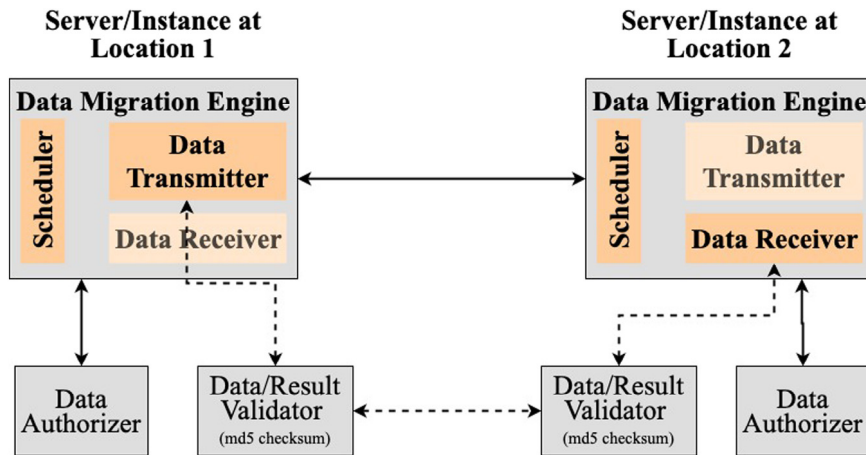 Server/Instance at
Location 1
Data Migration Engine
Scheduler
Data
Transmitter
Data Receiver
Data
Authorizer
Data/Result
Validator
(md5 checksum)
Server/Instance at
Location 2
Data Migration Engine
Scheduler
Data
Transmitter
Data Receiver
Data/Result
Validator
(md5 checksum)
Data
Authorizer